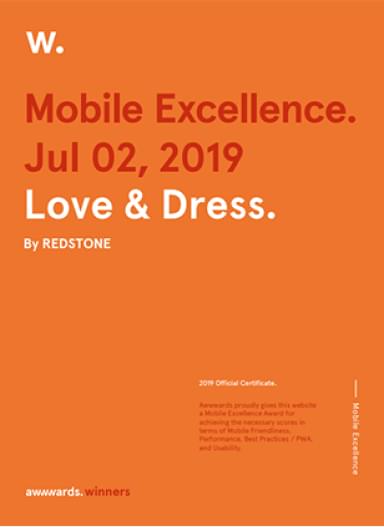 w.
Mobile Excellence.
Jul 02, 2019
Love & Dress.
By REDSTONE
2019 Official Certificate.
Awwwards proudly gives this website
a Mobile Excellence Award for
achieving the necessary scores in
terms of Mobile Friendliness,
Performance, Best Practices / PWA,
and Usability.
Mobile Excellence
awwwards.winners